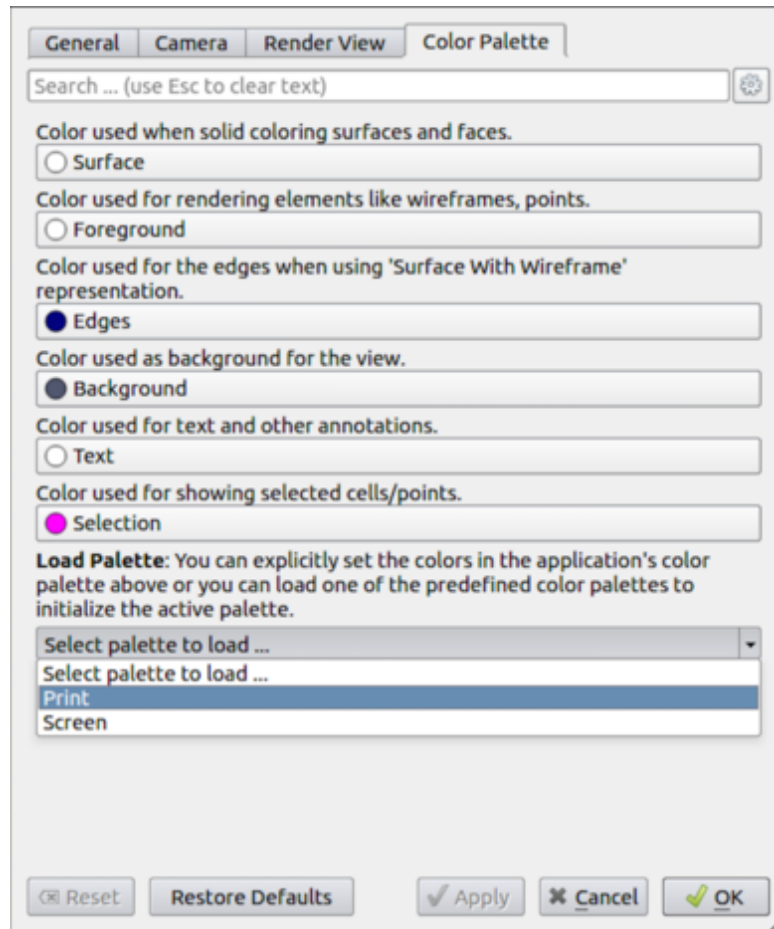 General Camera Render View Color Palette
Search ... (use Esc to clear text)
Color used when solid coloring surfaces and faces.
Surface
Color used for rendering elements like wireframes, points.
Foreground
Color used for the edges when using 'Surface With Wireframe'
representation.
Edges
Color used as background for the view.
Background
Color used for text and other annotations.
Text
Color used for showing selected cells/points.
Selection
Load Palette: You can explicitly set the colors in the application's color
palette above or you can load one of the predefined color palettes to
initialize the active palette.
Select palette to load ...
Select palette to load ...
Print
Screen
Reset Restore Defaults Apply Cancel OK